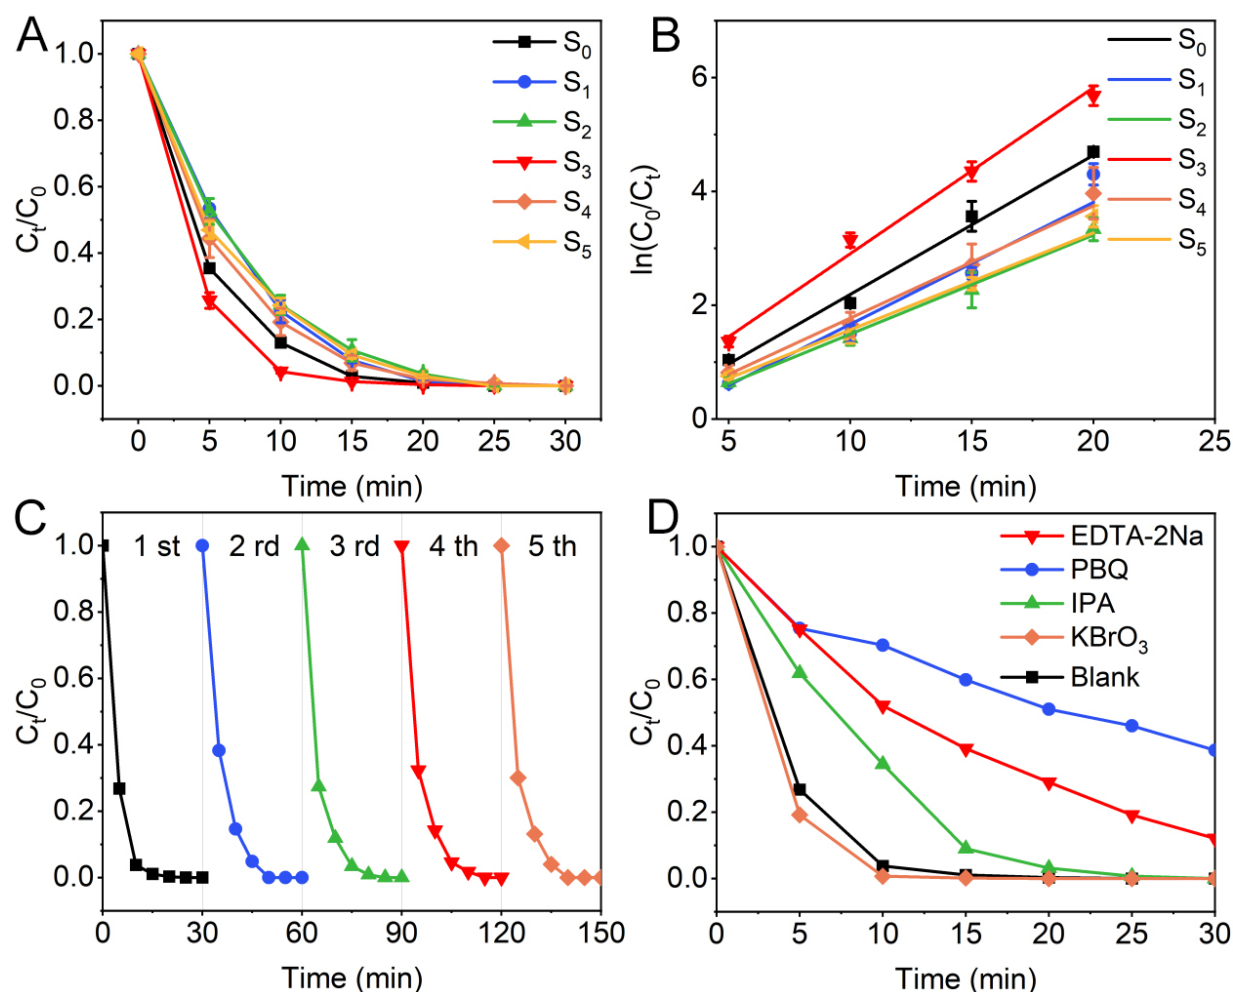 A
1.0
0.8
0.6
0.4
0.2
0.0
0 5 10 15 20 25 30
Time (min)
Cₜ/C₀
S₀
S₁
S₂
S₃
S₄
S₅
B
6
4
2
0
5 10 15 20 25
Time (min)
ln(C₀/Cₜ)
S₀
S₁
S₂
S₃
S₄
S₅
C
1 st 2 rd 3 rd 4 th 5 th
1.0
0.8
0.6
0.4
0.2
0.0
0 30 60 90 120 150
Time (min)
Cₜ/C₀
D
1.0
0.8
0.6
0.4
0.2
0.0
0 5 10 15 20 25 30
Time (min)
Cₜ/C₀
EDTA-2Na
PBQ
IPA
KBrO₃
Blank